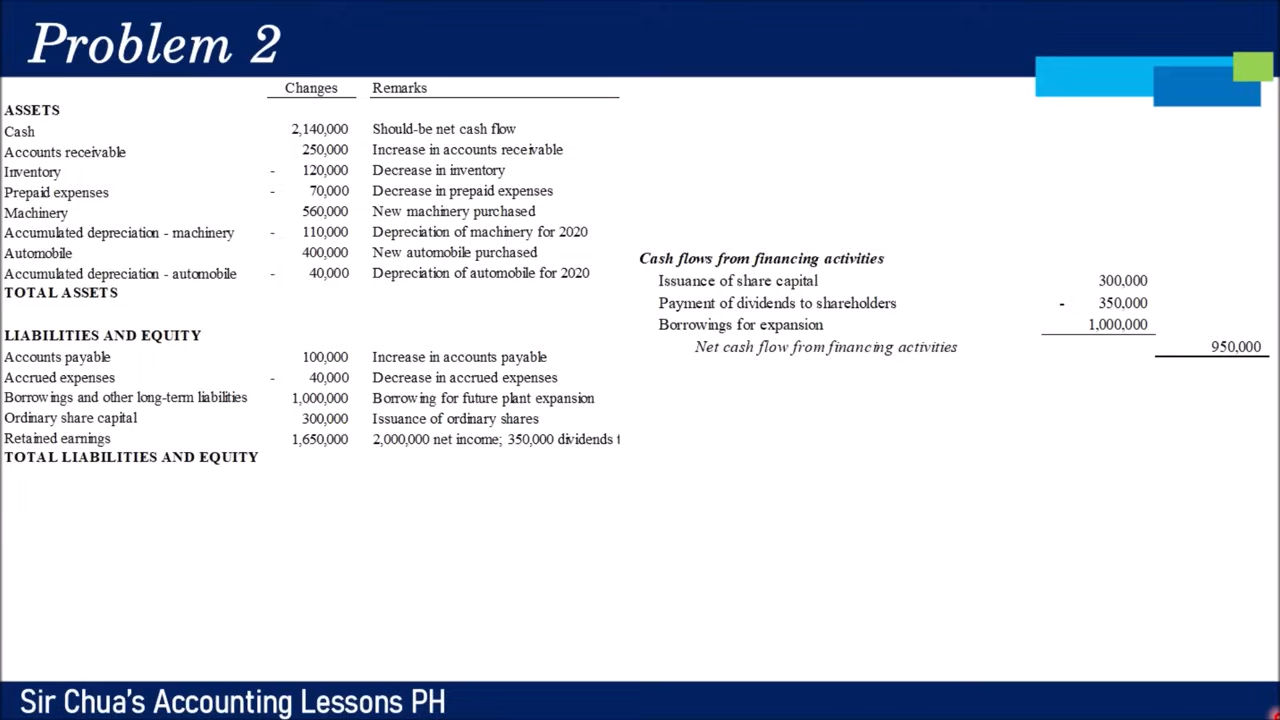 Problem 2
Changes Remarks
ASSETS
Cash 2,140,000 Should-be net cash flow
Accounts receivable 250,000 Increase in accounts receivable
Inventory - 120,000 Decrease in inventory
Prepaid expenses - 70,000 Decrease in prepaid expenses
Machinery 560,000 New machinery purchased
Accumulated depreciation - machinery - 110,000 Depreciation of machinery for 2020
Automobile 400,000 New automobile purchased
Accumulated depreciation - automobile - 40,000 Depreciation of automobile for 2020
TOTAL ASSETS
LIABILITIES AND EQUITY
Accounts payable 100,000 Increase in accounts payable
Accrued expenses - 40,000 Decrease in accrued expenses
Borrowings and other long-term liabilities 1,000,000 Borrowing for future plant expansion
Ordinary share capital 300,000 Issuance of ordinary shares
Retained earnings 1,650,000 2,000,000 net income; 350,000 dividends
TOTAL LIABILITIES AND EQUITY
Cash flows from financing activities
Issuance of share capital 300,000
Payment of dividends to shareholders - 350,000
Borrowings for expansion 1,000,000
Net cash flow from financing activities 950,000
Sir Chua's Accounting Lessons PH